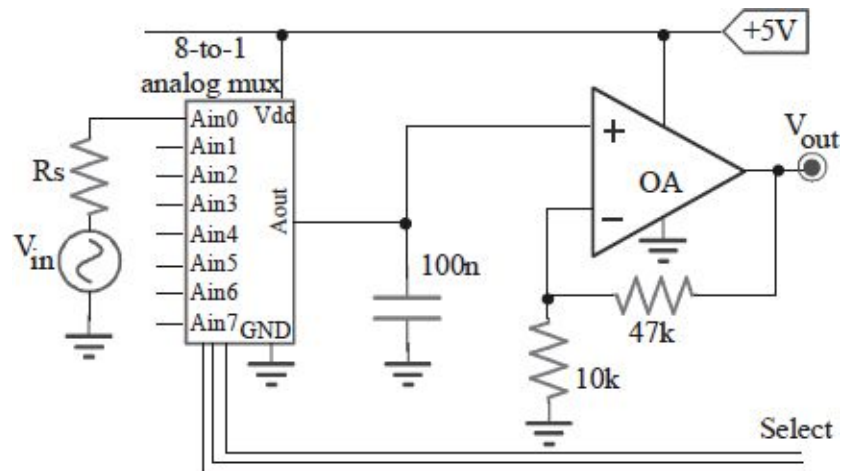 +5V
8-to-1
analog mux
Vdd
Ain0
Ain1
Ain2
Ain3
Ain4
Ain5
Ain6
Ain7
GND
Aout
Rs
Vin
100n
+
−
OA
Vout
47k
10k
Select